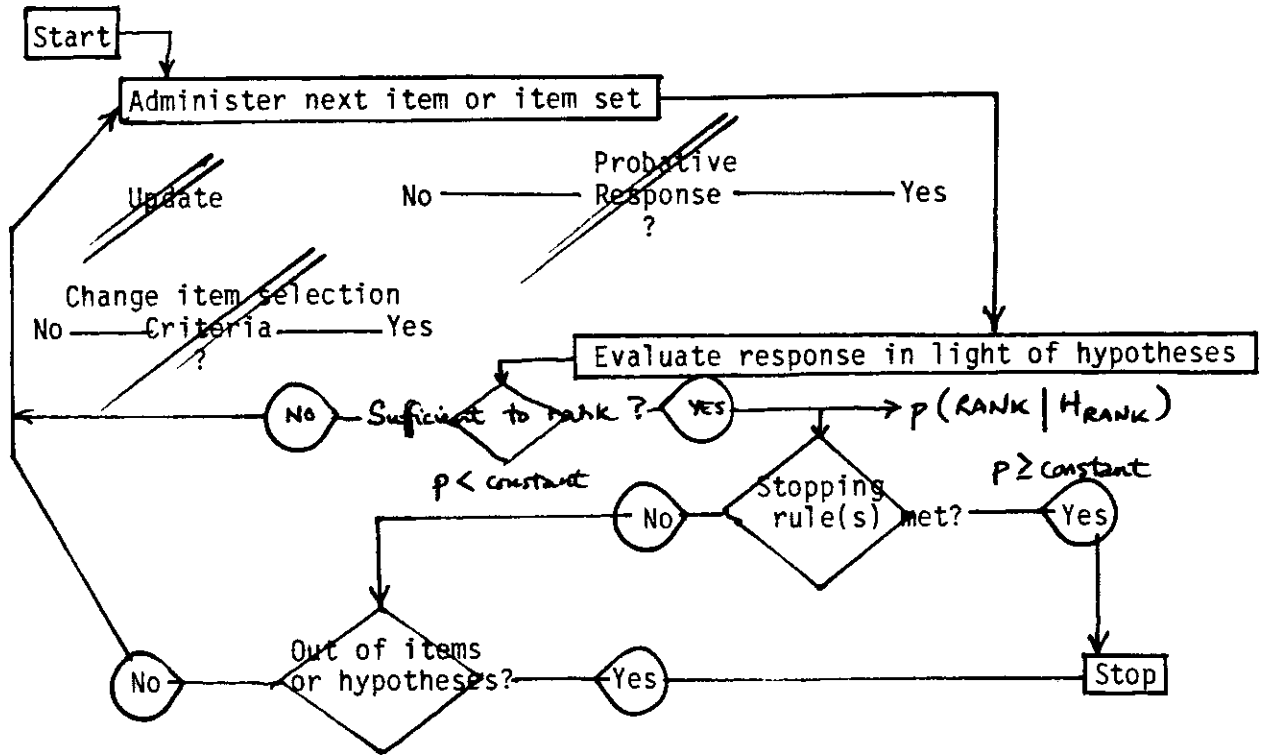 Start
Administer next item or item set
Probative
Update
No Response Yes
?
Change item selection
No Criteria Yes
?
Evaluate response in light of hypotheses
NO Suficient to rank ? YES p (RANK | H RANK)
p < constant
p ≥ constant
Stopping
No rule(s) met? Yes
Out of items
No or hypotheses? Yes
Stop